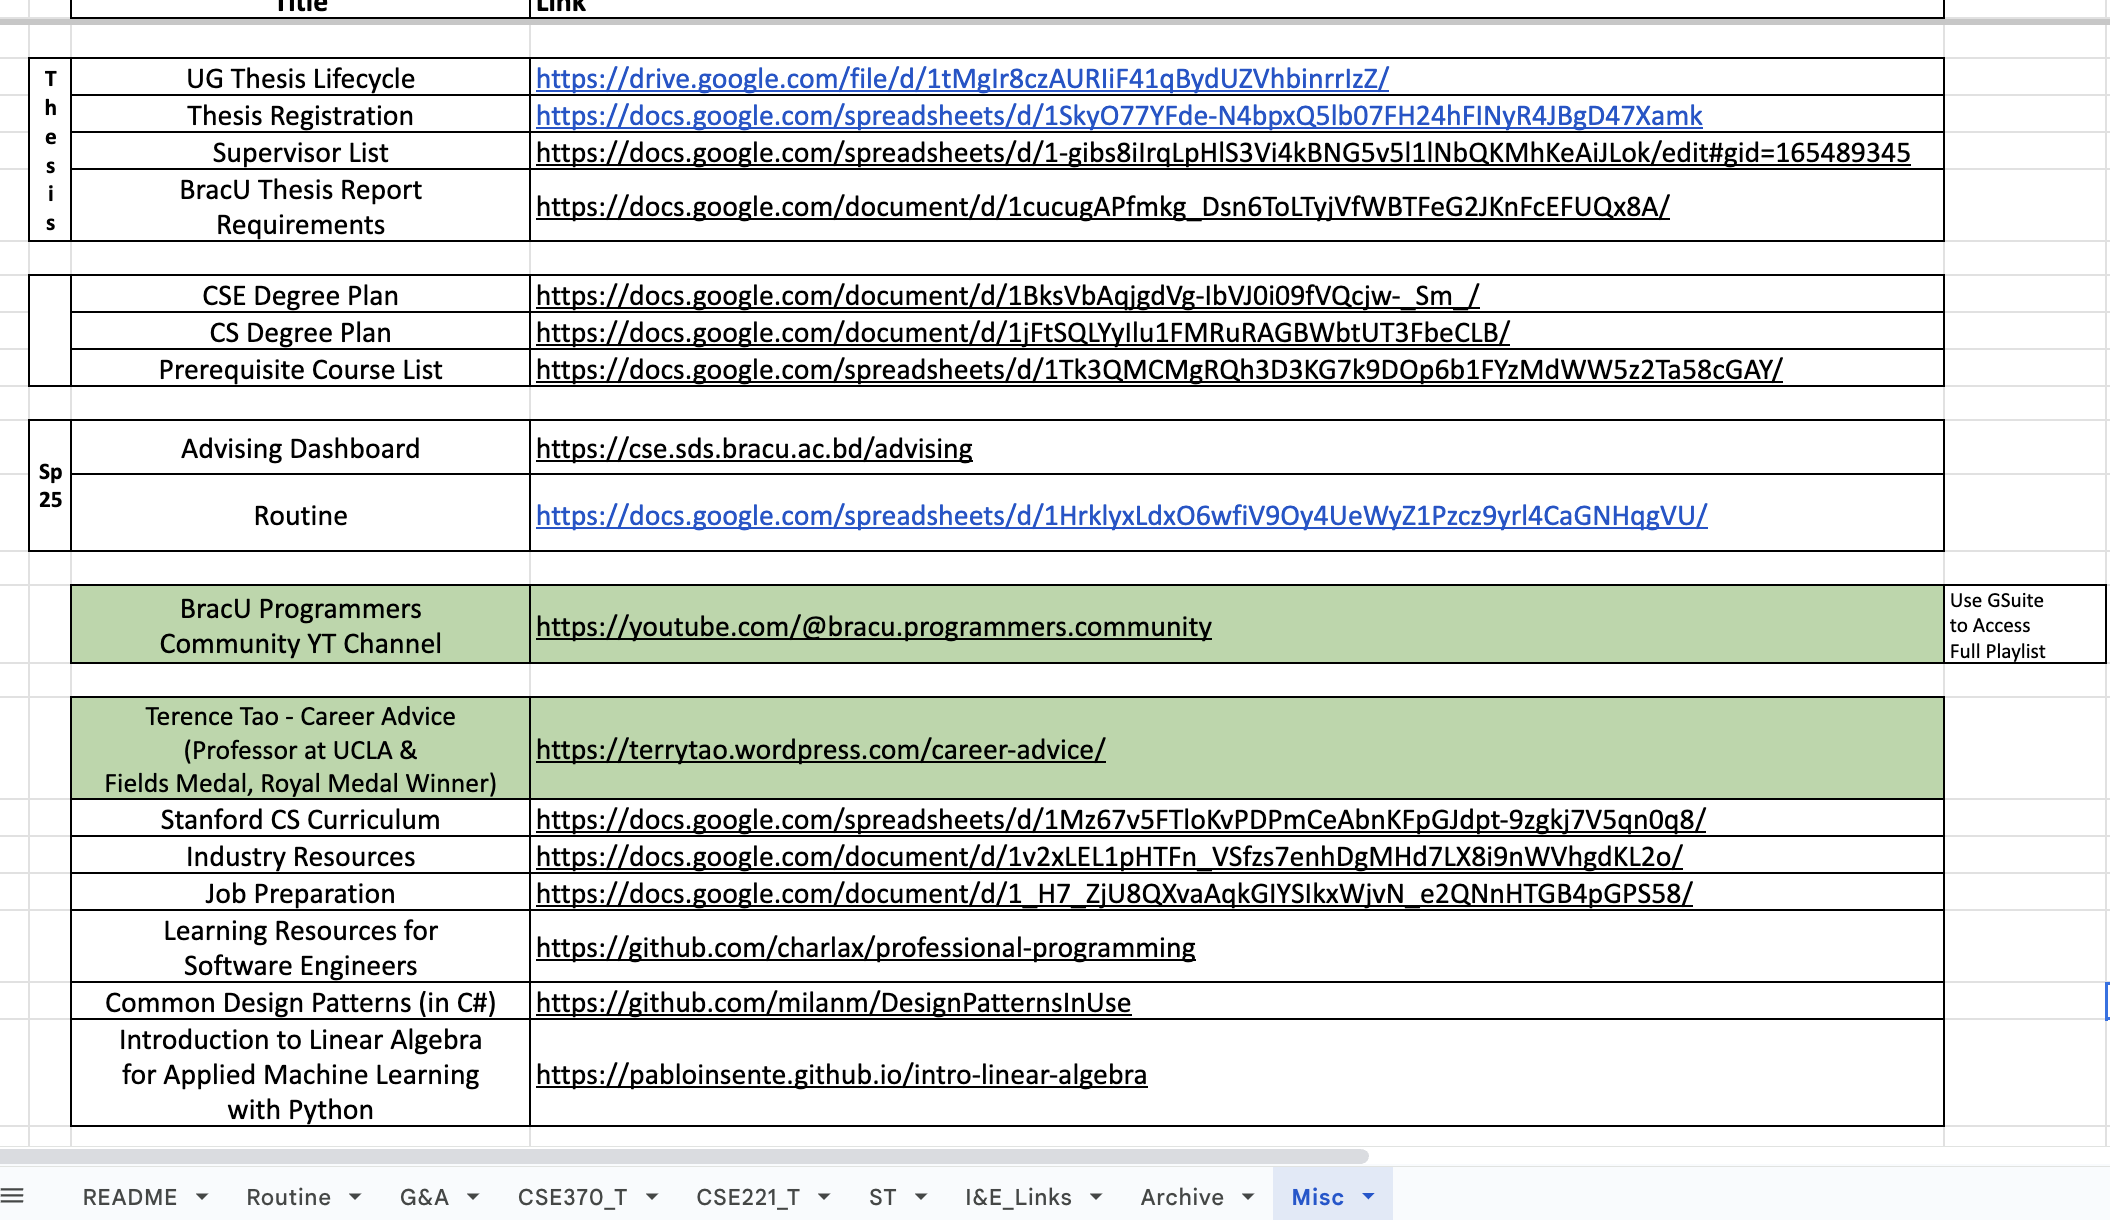 Title Link
Thesis
UG Thesis Lifecycle https://drive.google.com/file/d/1tMgIr8czAURIiF41qBydUZVhbinrrIzZ/
Thesis Registration https://docs.google.com/spreadsheets/d/1SkyO77YFde-N4bpxQ5lb07FH24hFINyR4JBgD47Xamk
Supervisor List https://docs.google.com/spreadsheets/d/1-gibs8iIrqLpHlS3Vi4kBNG5v5l1lNbQKMhKeAiJLok/edit#gid=165489345
BracU Thesis Report
Requirements https://docs.google.com/document/d/1cucugAPfmkg_Dsn6ToLTyjVfWBTFeG2JKnFcEFUQx8A/
CSE Degree Plan https://docs.google.com/document/d/1BksVbAqjgdVg-IbVJ0i09fVQcjw-_Sm_/
CS Degree Plan https://docs.google.com/document/d/1jFtSQLYyIlu1FMRuRAGBWbtUT3FbeCLB/
Prerequisite Course List https://docs.google.com/spreadsheets/d/1Tk3QMCMgRQh3D3KG7k9DOp6b1FYzMdWW5z2Ta58cGAY/
Sp
25
Advising Dashboard https://cse.sds.bracu.ac.bd/advising
Routine https://docs.google.com/spreadsheets/d/1HrklyxLdxO6wfiV9Oy4UeWyZ1Pzcz9yrl4CaGNHqgVU/
BracU Programmers
Community YT Channel https://youtube.com/@bracu.programmers.community
Use GSuite
to Access
Full Playlist
Terence Tao - Career Advice
(Professor at UCLA &
Fields Medal, Royal Medal Winner) https://terrytao.wordpress.com/career-advice/
Stanford CS Curriculum https://docs.google.com/spreadsheets/d/1Mz67v5FTloKvPDPmCeAbnKFpGJdpt-9zgkj7V5qn0q8/
Industry Resources https://docs.google.com/document/d/1v2xLEL1pHTFn_VSfzs7enhDgMHd7LX8i9nWVhgdKL2o/
Job Preparation https://docs.google.com/document/d/1_H7_ZjU8QXvaAqkGIYSIkxWjvN_e2QNnHTGB4pGPS58/
Learning Resources for
Software Engineers https://github.com/charlax/professional-programming
Common Design Patterns (in C#) https://github.com/milanm/DesignPatternsInUse
Introduction to Linear Algebra
for Applied Machine Learning
with Python https://pabloinsente.github.io/intro-linear-algebra
README Routine G&A CSE370_T CSE221_T ST I&E_Links Archive Misc